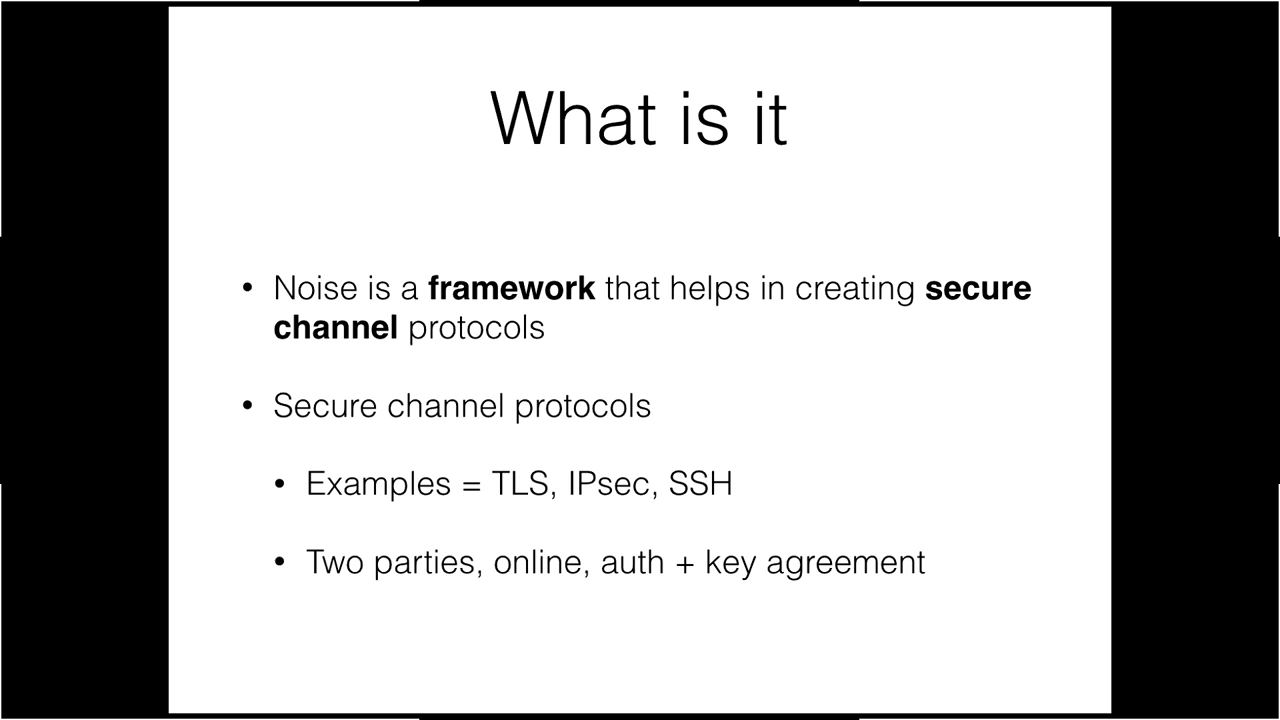 What is it
• Noise is a framework that helps in creating secure
channel protocols
• Secure channel protocols
• Examples = TLS, IPsec, SSH
• Two parties, online, auth + key agreement